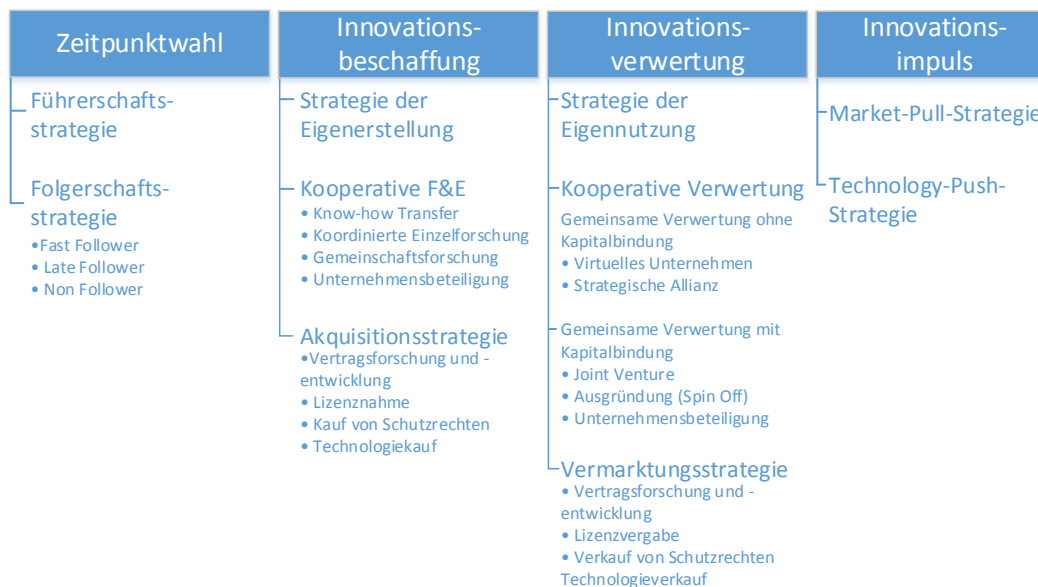 Zeitpunktwahl
Führerschafts-
strategie
Folgerschafts-
strategie
•Fast Follower
• Late Follower
• Non Follower
Innovations-
beschaffung
Strategie der
Eigenerstellung
Kooperative F&E
• Know-how Transfer
• Koordinierte Einzelforschung
• Gemeinschaftsforschung
• Unternehmensbeteiligung
Akquisitionsstrategie
•Vertragsforschung und -
entwicklung
• Lizenznahme
• Kauf von Schutzrechten
• Technologiekauf
Innovations-
verwertung
Strategie der
Eigennutzung
Kooperative Verwertung
Gemeinsame Verwertung ohne
Kapitalbindung
• Virtuelles Unternehmen
• Strategische Allianz
Gemeinsame Verwertung mit
Kapitalbindung
• Joint Venture
• Ausgründung (Spin Off)
• Unternehmensbeteiligung
Vermarktungsstrategie
• Vertragsforschung und -
entwicklung
• Lizenzvergabe
• Verkauf von Schutzrechten
Technologieverkauf
Innovations-
impuls
Market-Pull-Strategie
Technology-Push-
Strategie